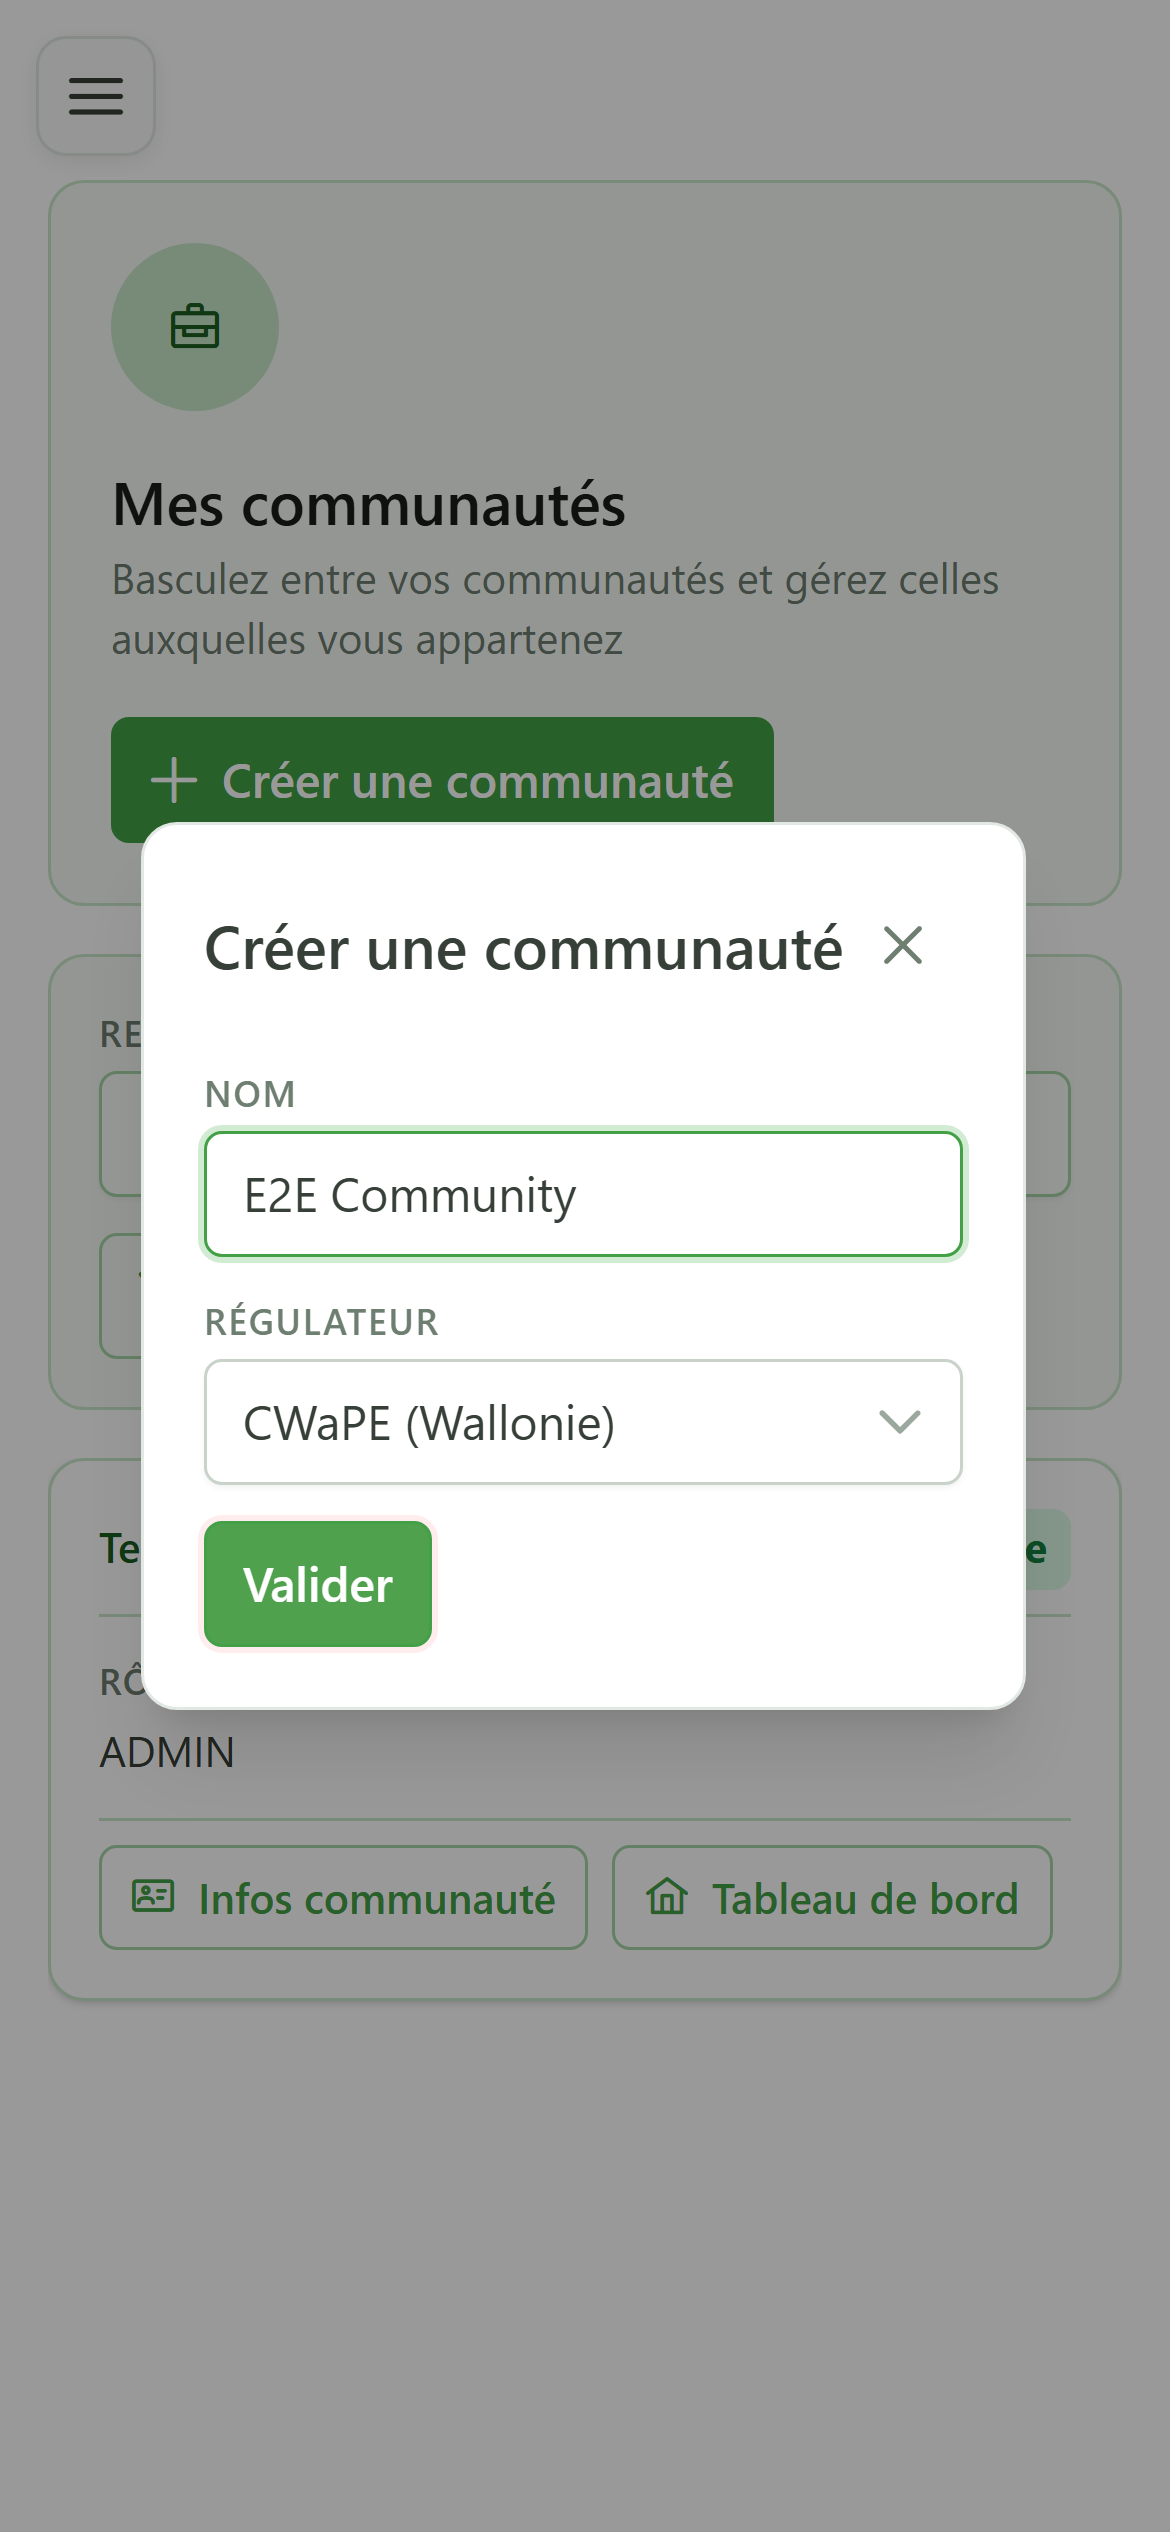 Mes communautés
Basculez entre vos communautés et gérez celles
auxquelles vous appartenez
Créer une communauté
Créer une communauté
NOM
E2E Community
RÉGULATEUR
CWaPE (Wallonie)
Valider
ADMIN
Infos communauté
Tableau de bord